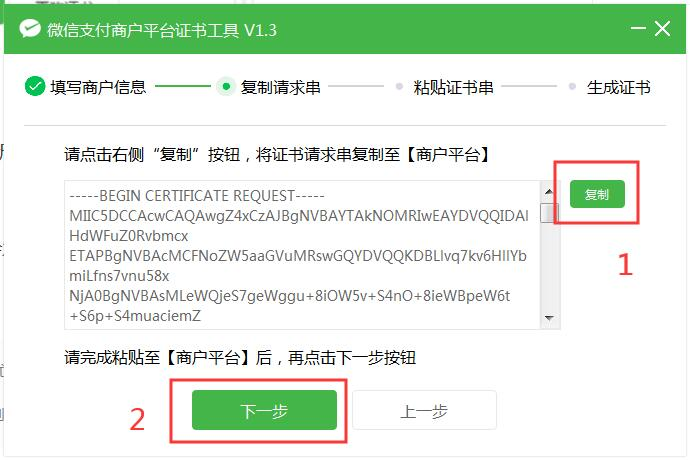 微信支付商户平台证书工具 V1.3
填写商户信息 复制请求串 粘贴证书串 生成证书
请点击右侧“复制”按钮，将证书请求串复制至【商户平台】
-----BEGIN CERTIFICATE REQUEST-----
复制
MIIC5DCCAcwCAQAwgZ4xCzAJBgNVBAYTAkNOMRIwEAYDVQQIDAl
HdWFuZ0Rvbmcx
ETAPBgNVBAcMCFNoZW5aaGVuMRswGQYDVQQKDBLlvq7kv6HllYb
miLfns7vnu58x
NjA0BgNVBAsMLeWQjeS7geWggu+8iOW5v+S4nO+8ieWBpeW6t
+S6p+S4muaciemZ
1
请完成粘贴至【商户平台】后，再点击下一步按钮
2
下一步 上一步